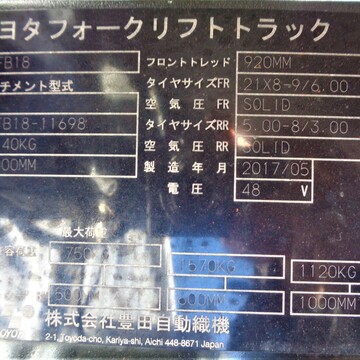 ヨタフォークリフトトラック
FB18 フロントトレッド 920MM
チメント型式 タイヤサイズFR 21X8-9/6.00
空気圧FR SOLID
FB18-11698 タイヤサイズRR 5.00-8/3.00
40KG 空気圧RR SOLID
00MM 製造年月 2017/05
電圧 48 V
最大荷
750 1570KG 1120KG
500M 600MM 1000MM
株式会社豊田自動織機
2-1, Toyoda-cho, Kariya-shi, Aichi 448-8671 Japan